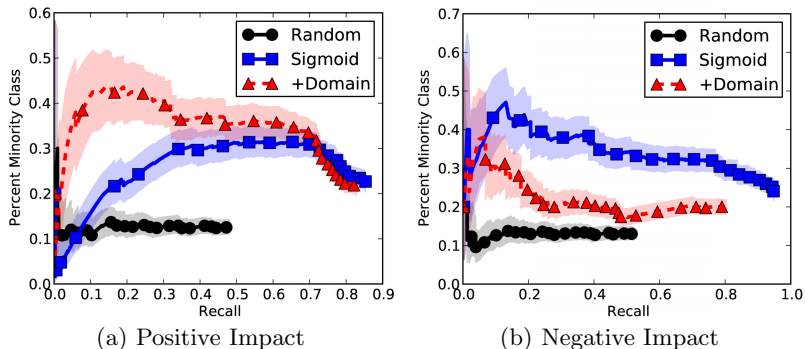 Percent Minority Class
0.6
0.5
0.4
0.3
0.2
0.1
0.0
Random
Sigmoid
+Domain
0.0 0.1 0.2 0.3 0.4 0.5 0.6 0.7 0.8 0.9
Recall
(a) Positive Impact
Percent Minority Class
0.7
0.6
0.5
0.4
0.3
0.2
0.1
0.0
Random
Sigmoid
+Domain
0.0 0.2 0.4 0.6 0.8 1.0
Recall
(b) Negative Impact